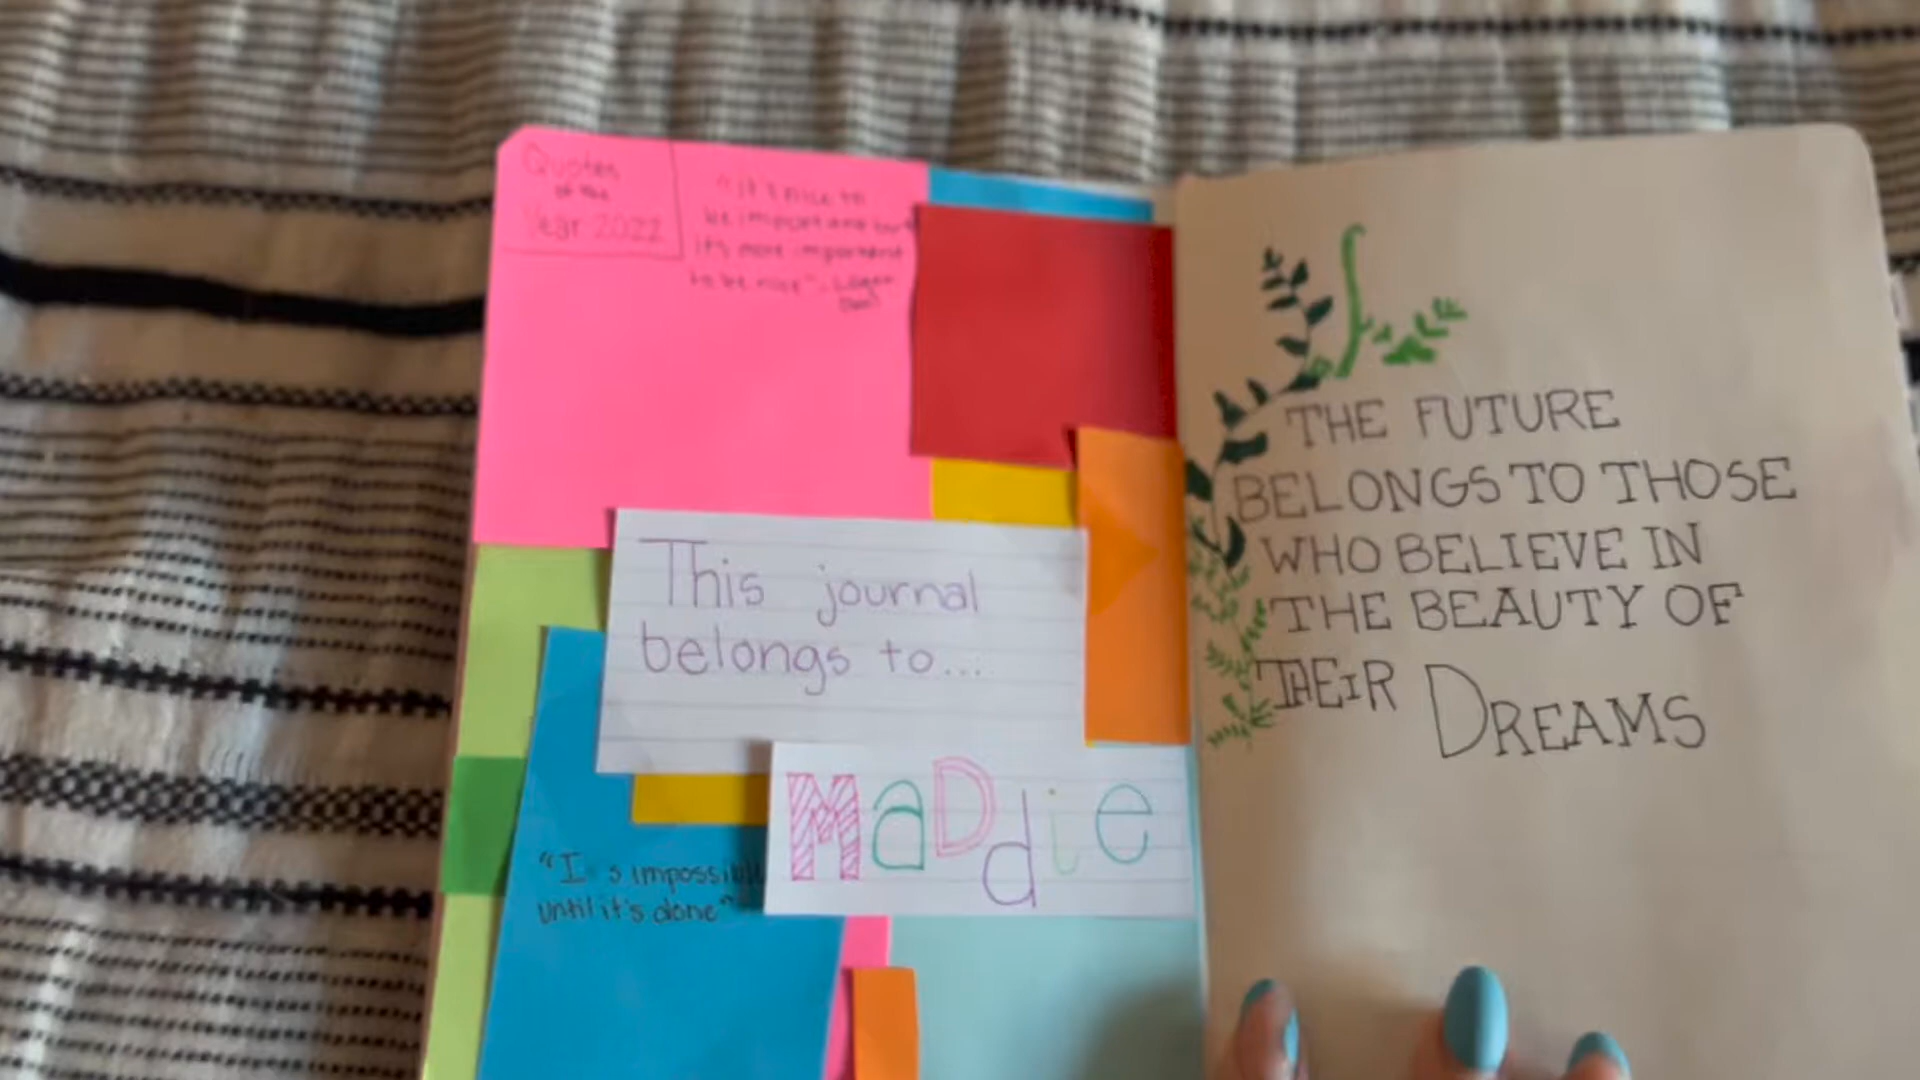 Quotes
of the
Year 2022
"it's nice to
be important but
it's more important
to be nice" - Logan
This journal
belongs to...
MaDdie
"I s impossible
until it's done"
THE FUTURE
BELONGS TO THOSE
WHO BELIEVE IN
THE BEAUTY OF
THEIR DREAMS